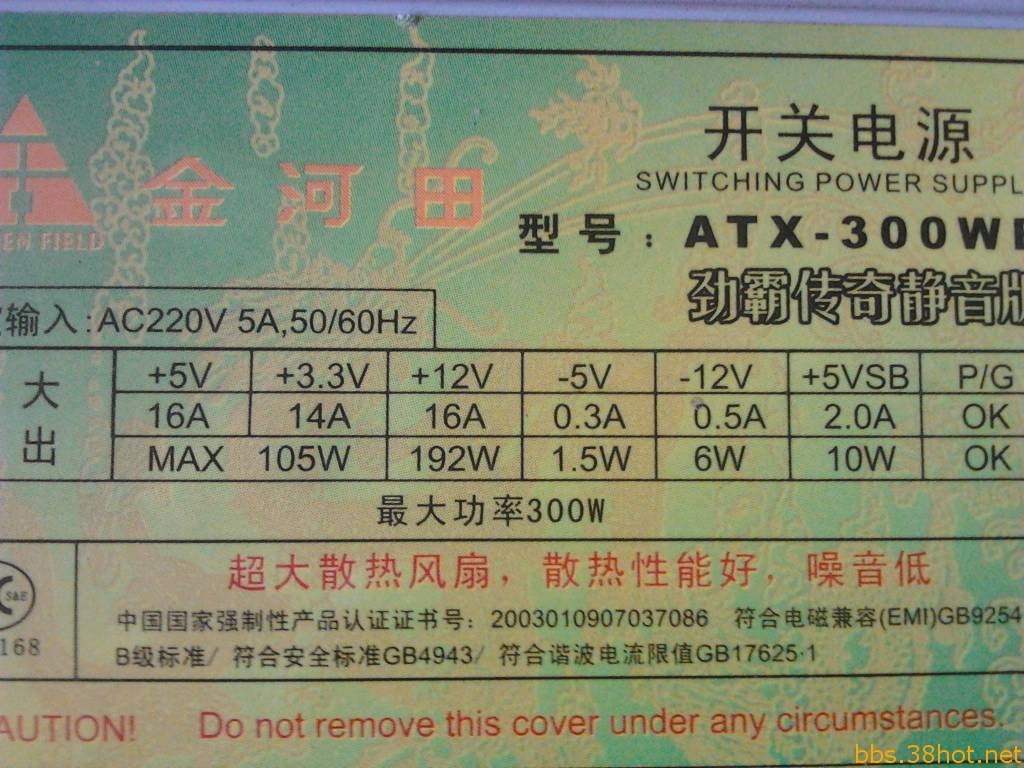 开关电源
SWITCHING POWER SUPPL
金河田
EN FIELD
型号：ATX-300W
劲霸传奇静音版
输入:AC220V 5A,50/60Hz
大出 +5V +3.3V +12V -5V -12V +5VSB P/G
16A 14A 16A 0.3A 0.5A 2.0A OK
MAX 105W 192W 1.5W 6W 10W OK
最大功率300W
超大散热风扇，散热性能好，噪音低
S&E
168
中国国家强制性产品认证证书号：2003010907037086 符合电磁兼容(EMI)GB9254
B级标准/ 符合安全标准GB4943/ 符合谐波电流限值GB17625·1
AUTION! Do not remove this cover under any circumstances.
bbs.38hot.net